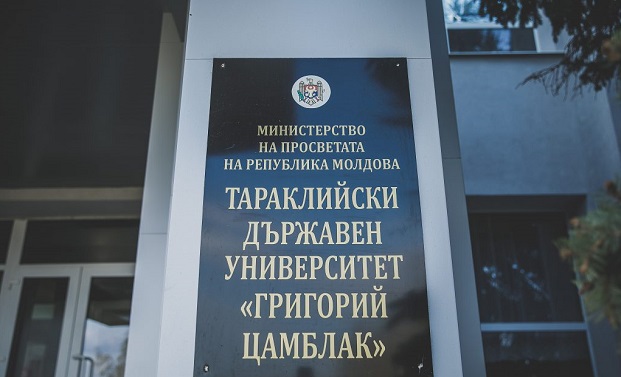 МИНИСТЕРСТВО
НА ПРОСВЕТАТА
НА РЕПУБЛИКА МОЛДОВА
ТАРАКЛИЙСКИ
ДЪРЖАВЕН
УНИВЕРСИТЕТ
«ГРИГОРИЙ
ЦАМБЛАК»